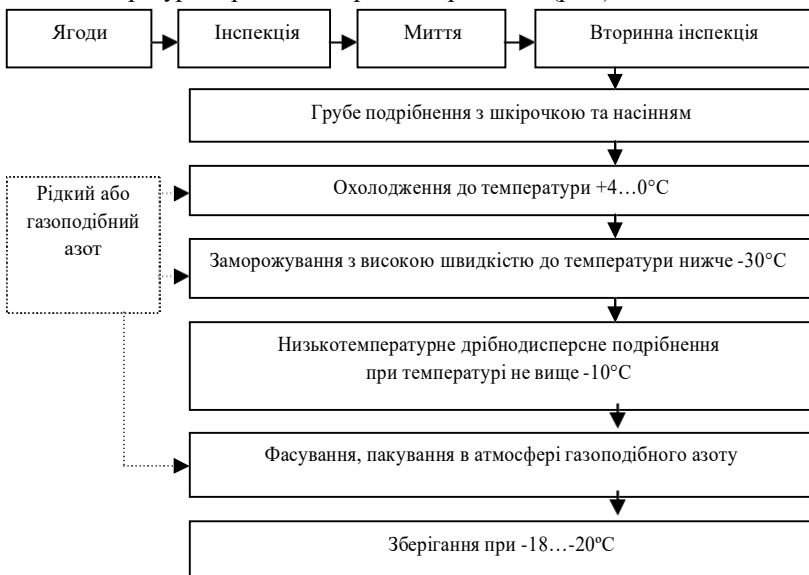 Ягоди
Інспекція
Миття
Вторинна інспекція
Грубе подрібнення з шкірочкою та насінням
Рідкий або
газоподібний
азот
Охолодження до температури +4…0°С
Заморожування з високою швидкістю до температури нижче -30°С
Низькотемпературне дрібнодисперсне подрібнення
при температурі не вище -10°С
Фасування, пакування в атмосфері газоподібного азоту
Зберігання при -18…-20ºС